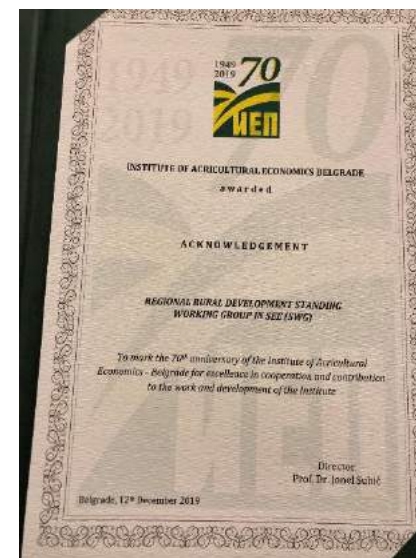 1949 70
2019
ИЕП
INSTITUTE OF AGRICULTURAL ECONOMICS BELGRADE
awarded
ACKNOWLEDGEMENT
REGIONAL RURAL DEVELOPMENT STANDING
WORKING GROUP IN SEE (SWG)
To mark the 70th anniversary of the Institute of Agricultural
Economics - Belgrade for excellence in cooperation and contribution
to the work and development of the Institute
Director
Prof. Dr. Jonel Subić
Belgrade, 12th December 2019